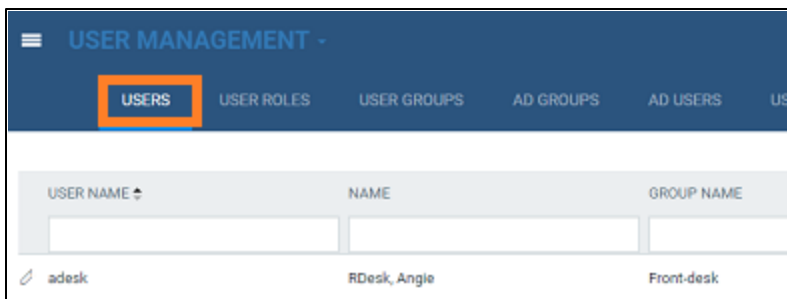 USER MANAGEMENT
USERS USER ROLES USER GROUPS AD GROUPS AD USERS US
USER NAME NAME GROUP NAME
adesk RDesk, Angie Front-desk